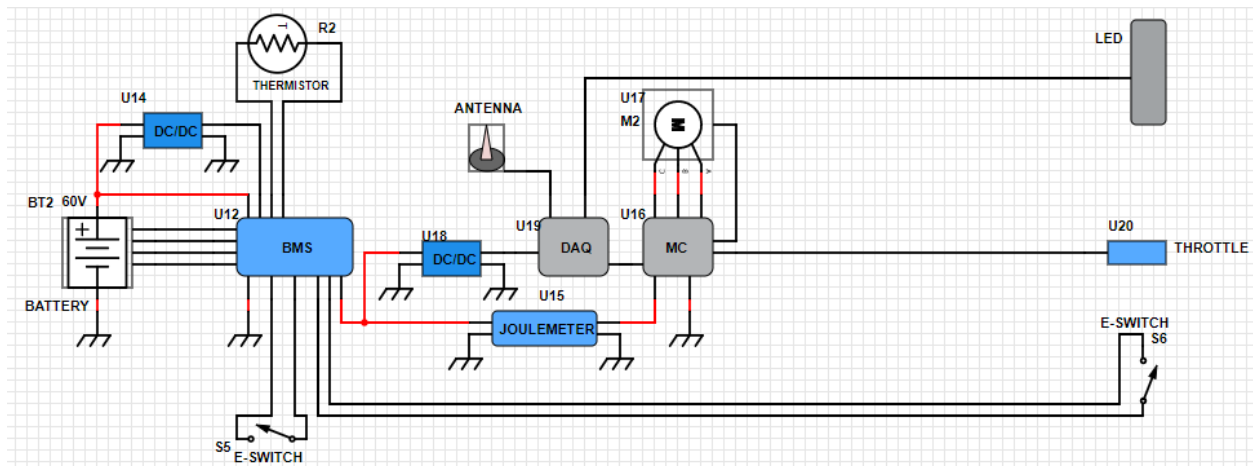 R2
T
THERMISTOR
LED
U14
DC/DC
ANTENNA
U17
M2
M
C
B
BT2 60V
U12
BMS
U19
DAQ
U16
MC
U18
DC/DC
U20
THROTTLE
+
BATTERY
U15
JOULEMETER
E-SWITCH
S6
S5
E-SWITCH